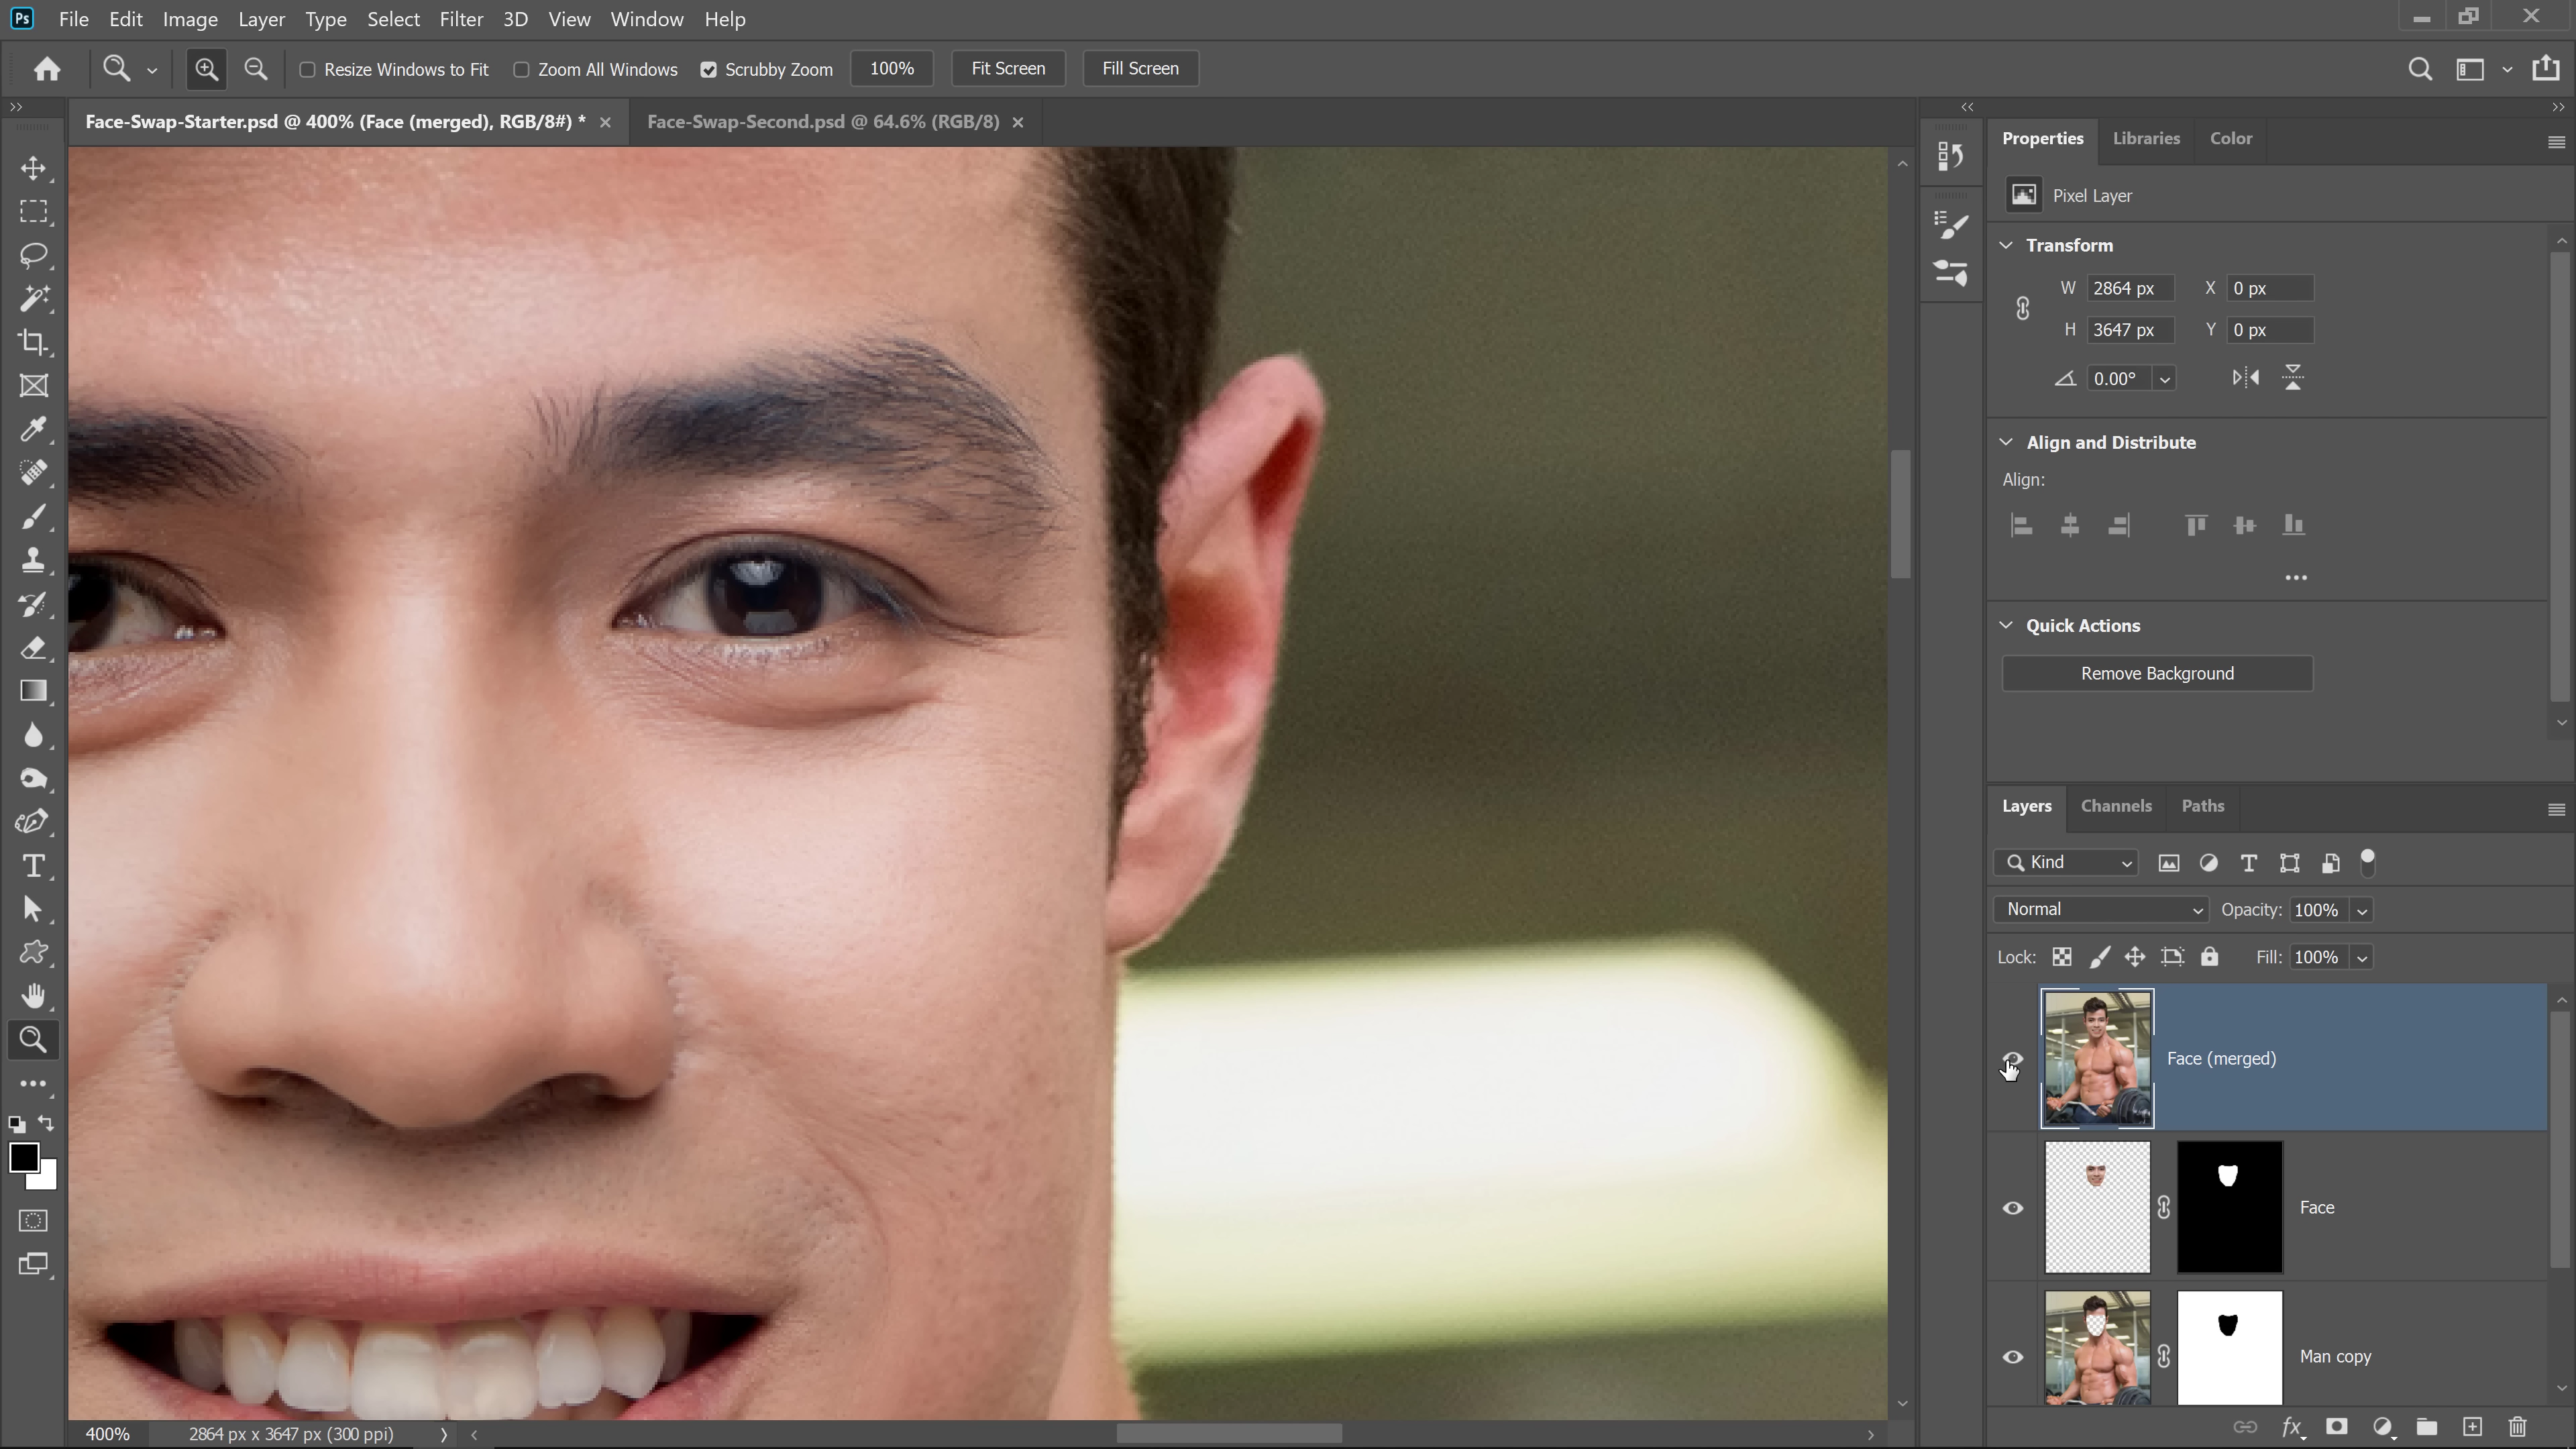 Ps File Edit Image Layer Type Select Filter 3D View Window Help
Resize Windows to Fit Zoom All Windows Scrubby Zoom 100% Fit Screen Fill Screen
Face-Swap-Starter.psd @ 400% (Face (merged), RGB/8#) * Face-Swap-Second.psd @ 64.6% (RGB/8)
Properties Libraries Color
Pixel Layer
Transform
W 2864 px X 0 px
H 3647 px Y 0 px
0.00°
Align and Distribute
Align:
Quick Actions
Remove Background
Layers Channels Paths
Kind
Normal Opacity: 100%
Lock: Fill: 100%
Face (merged)
Face
Man copy
400% 2864 px x 3647 px (300 ppi)